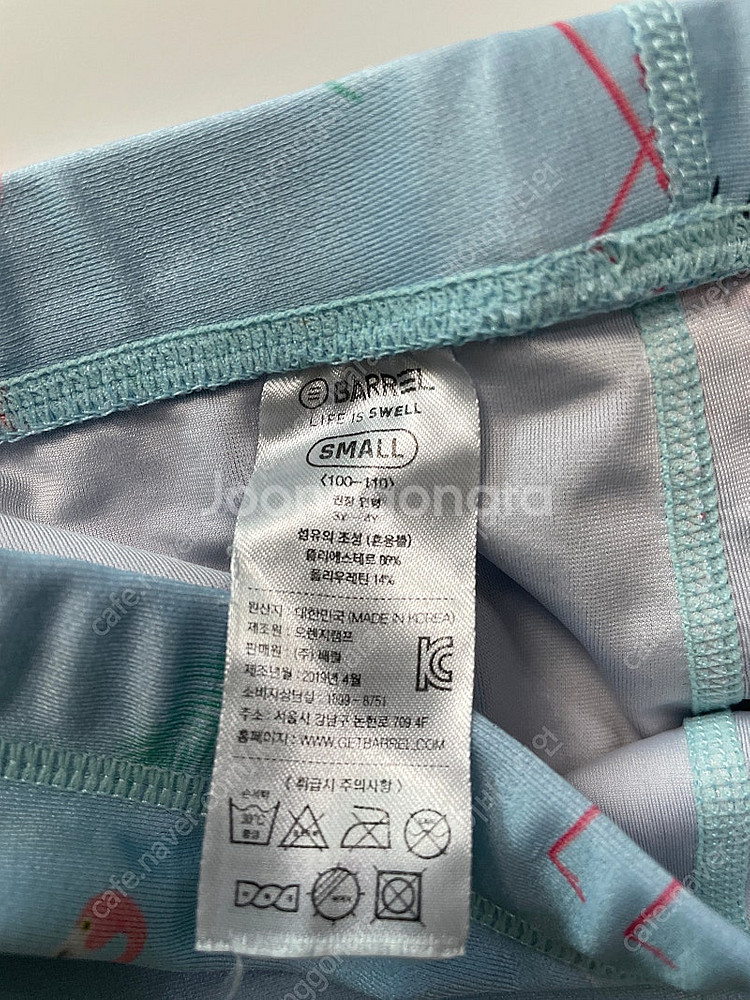 BARREL
LIFE IS SWELL
SMALL
<100-110>
권장 연령
3Y - 4Y
섬유의 조성 (혼용률)
폴리에스테르 86%
폴리우레틴 14%
원산지 : 대한민국 (MADE IN KOREA)
제조원 : 오렌지캠프
판매원 : (주) 배럴
제조년월 : 2019년 4월
소비자상담실 : 1899-8751
주소 : 서울시 강남구 논현로 709 4F
홈페이지 : WWW.GETBARREL.COM
< 취급시 주의사항 >
손세탁
30℃
중성
Joonggonara